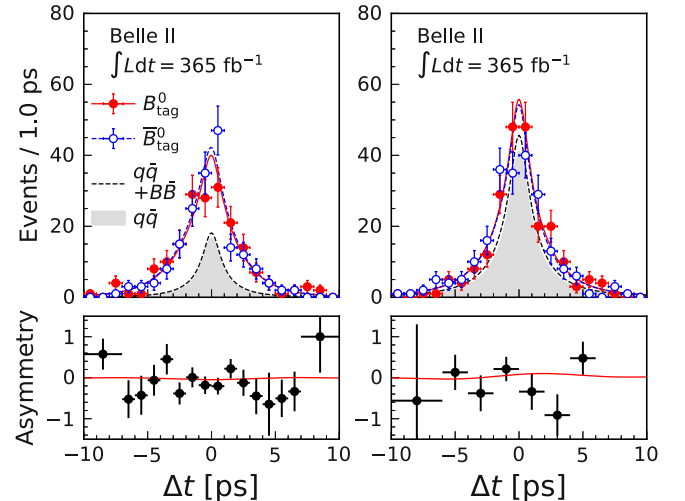 Belle II
∫Ldt = 365 fb⁻¹
B⁰tag
B̅⁰tag
qq̄
+BB̄
qq̄
Events / 1.0 ps
80
60
40
20
0
Belle II
∫Ldt = 365 fb⁻¹
80
60
40
20
0
Asymmetry
1
0
−1
−10 −5 0 5 10
Δt [ps]
1
0
−1
−10 −5 0 5 10
Δt [ps]